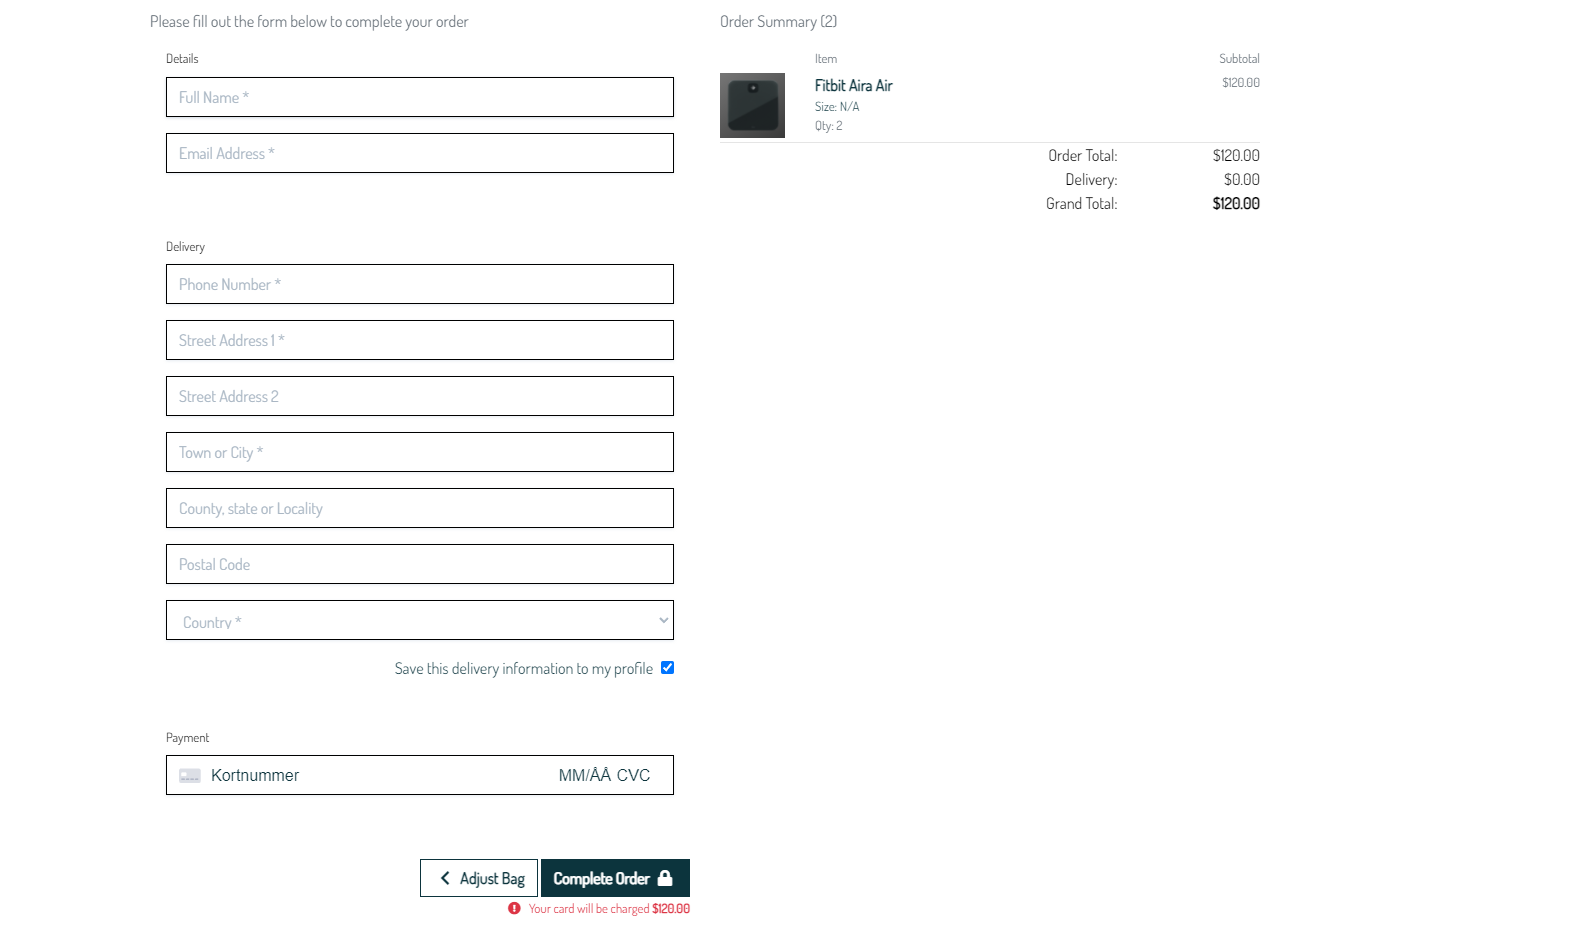 Please fill out the form below to complete your order
Details
Full Name *
Email Address *
Delivery
Phone Number *
Street Address 1 *
Street Address 2
Town or City *
County, state or Locality
Postal Code
Country *
Save this delivery information to my profile
Payment
Kortnummer MM/ÅÅ CVC
Adjust Bag
Complete Order
Your card will be charged $120.00
Order Summary (2)
Item Subtotal
Fitbit Aira Air $120.00
Size: N/A
Qty: 2
Order Total: $120.00
Delivery: $0.00
Grand Total: $120.00